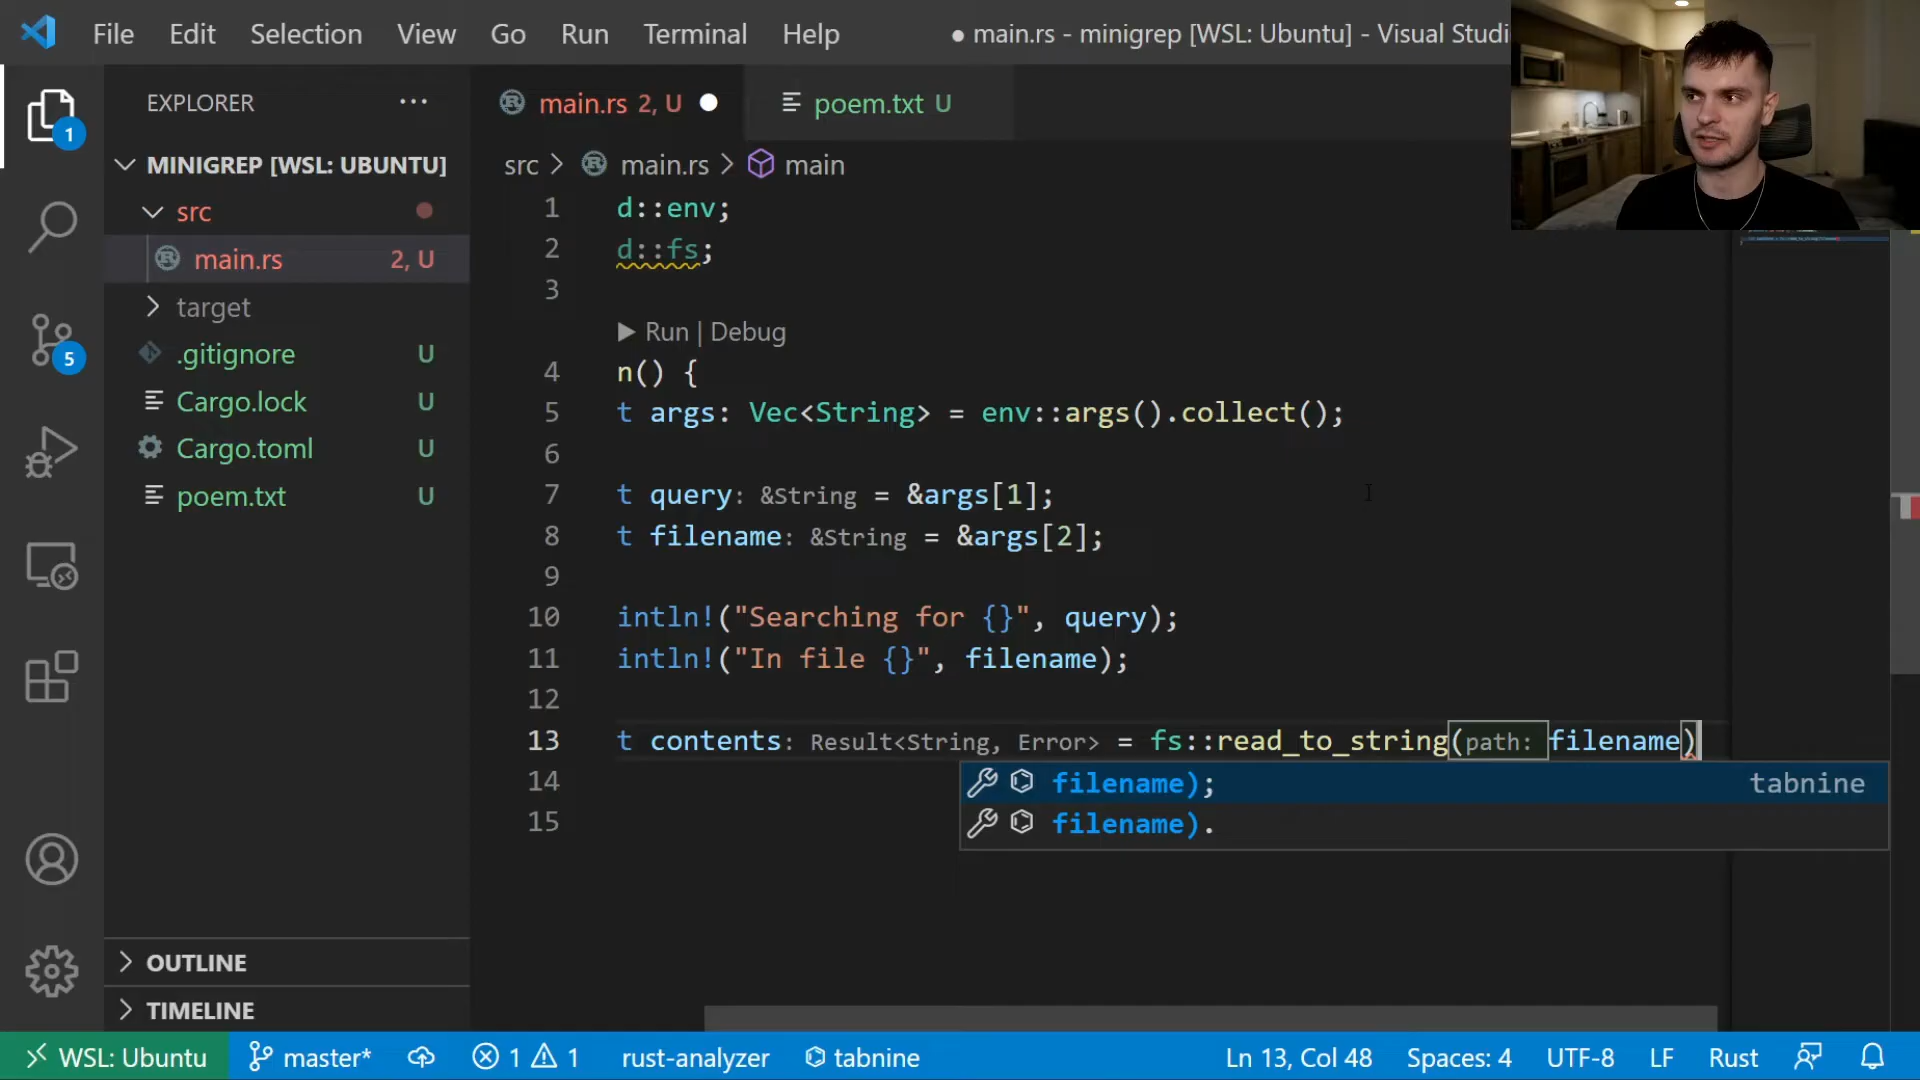 File Edit Selection View Go Run Terminal Help
● main.rs - minigrep [WSL: Ubuntu] - Visual Studi
EXPLORER ···
main.rs 2, U
poem.txt U
MINIGREP [WSL: UBUNTU]
src > main.rs > main
src
main.rs 2, U
target
.gitignore U
Cargo.lock U
Cargo.toml U
poem.txt U
OUTLINE
TIMELINE
1 d::env;
2 d::fs;
3
Run | Debug
4 n() {
5 t args: Vec<String> = env::args().collect();
6
7 t query: &String = &args[1];
8 t filename: &String = &args[2];
9
10 intln!("Searching for {}", query);
11 intln!("In file {}", filename);
12
13 t contents: Result<String, Error> = fs::read_to_string(path: filename)
14
15
filename); tabnine
filename).
1
5
WSL: Ubuntu master* 1 1 rust-analyzer tabnine Ln 13, Col 48 Spaces: 4 UTF-8 LF Rust